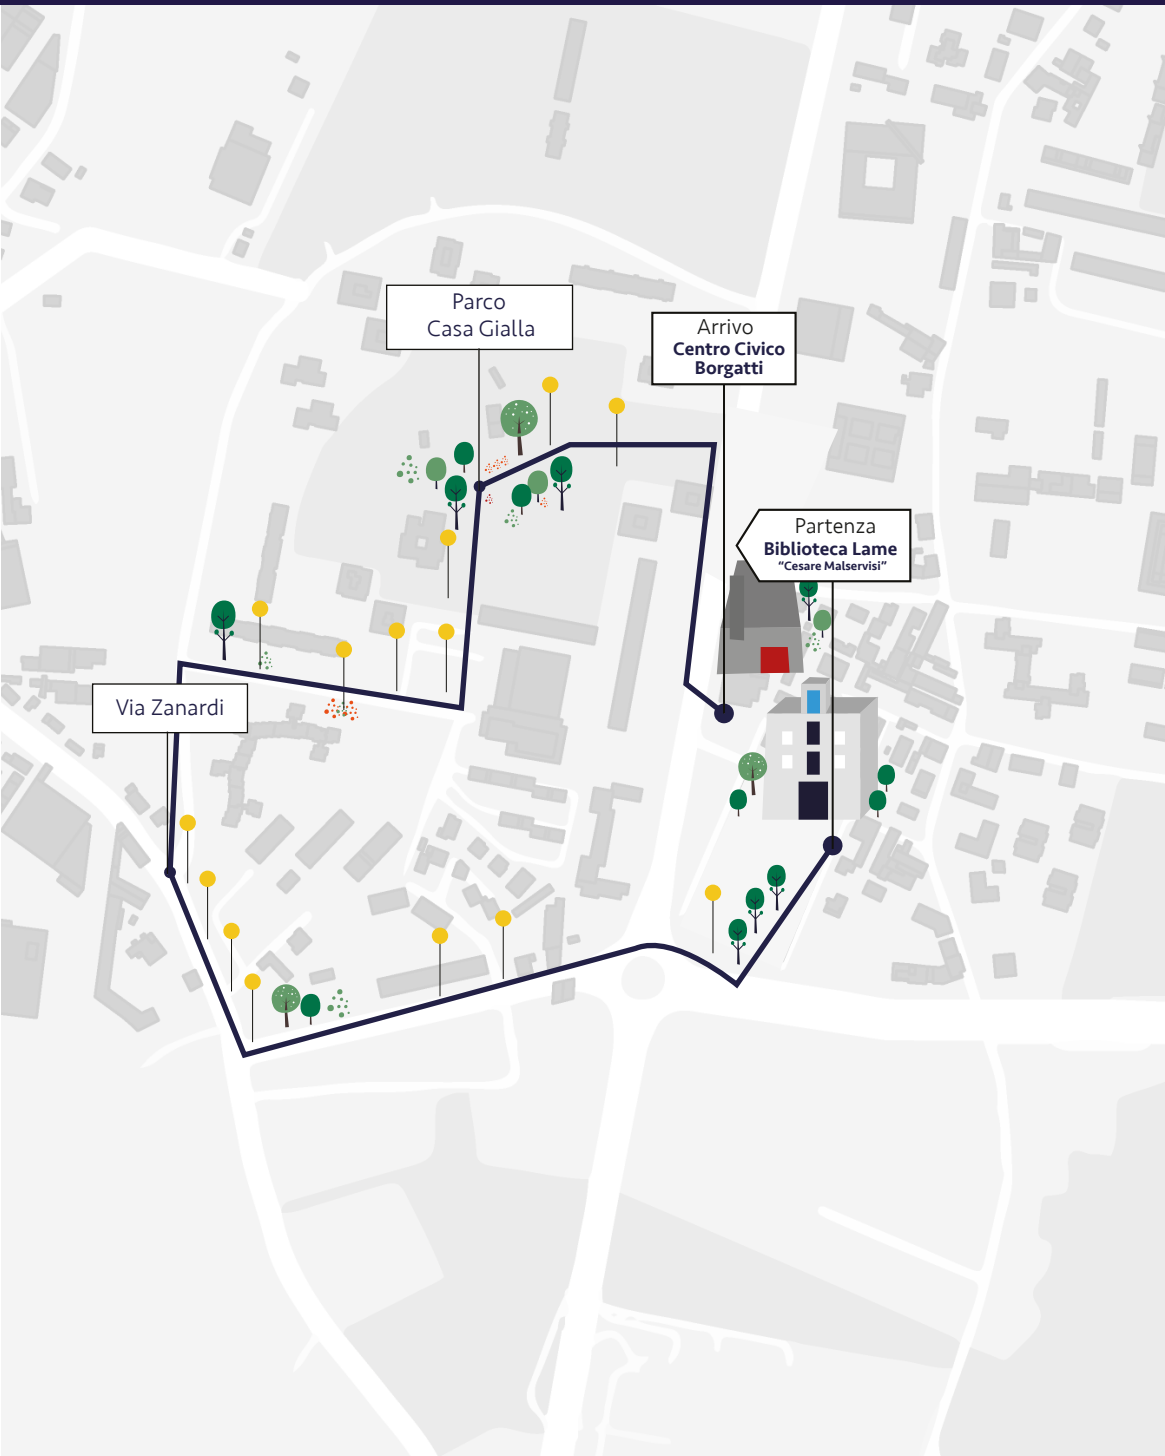 Parco
Casa Gialla
Arrivo
Centro Civico
Borgatti
Partenza
Biblioteca Lame
“Cesare Malservisi”
Via Zanardi